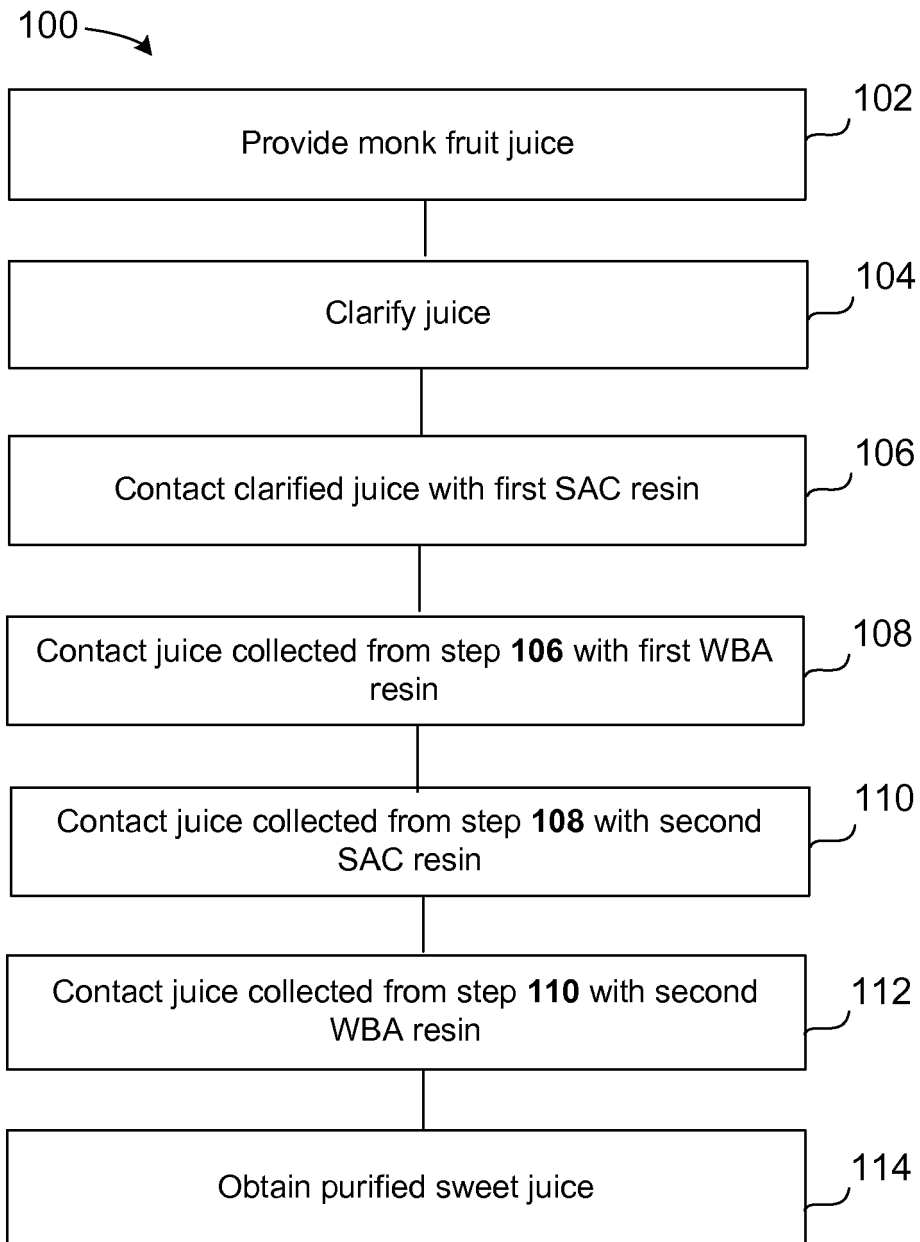 100
102
Provide monk fruit juice
104
Clarify juice
106
Contact clarified juice with first SAC resin
108
Contact juice collected from step 106 with first WBA
resin
110
Contact juice collected from step 108 with second
SAC resin
112
Contact juice collected from step 110 with second
WBA resin
114
Obtain purified sweet juice